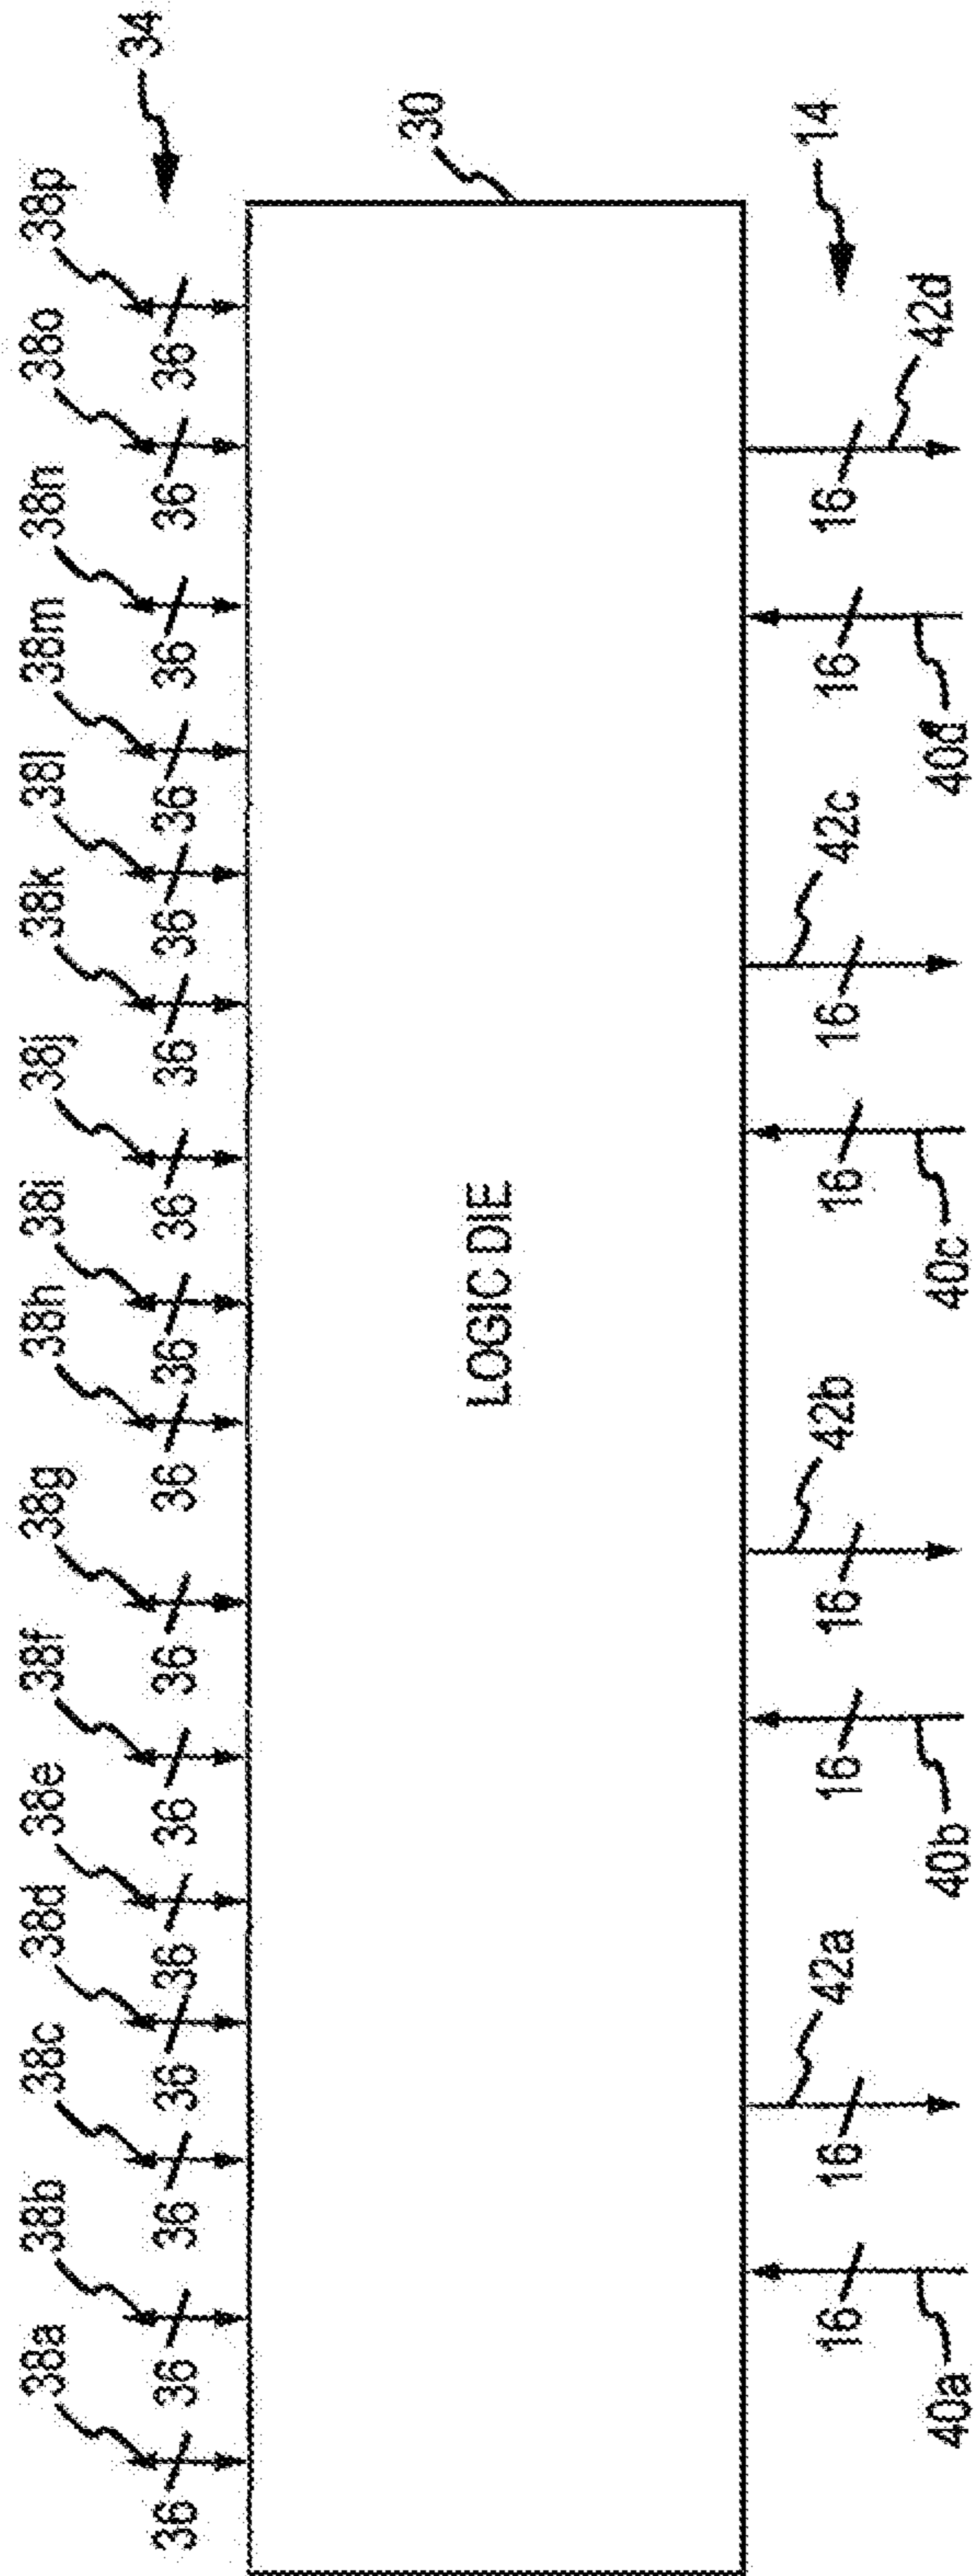 38a 38b 38c 38d 38e 38f 38g 38h 38i 38j 38k 38l 38m 38n 38o 38p 34
36 36 36 36 36 36 36 36 36 36 36 36 36 36 36 36
30
LOGIC DIE
14
16 16 16 16 16 16 16 16
42a 42b 42c 42d
40a 40b 40c 40d